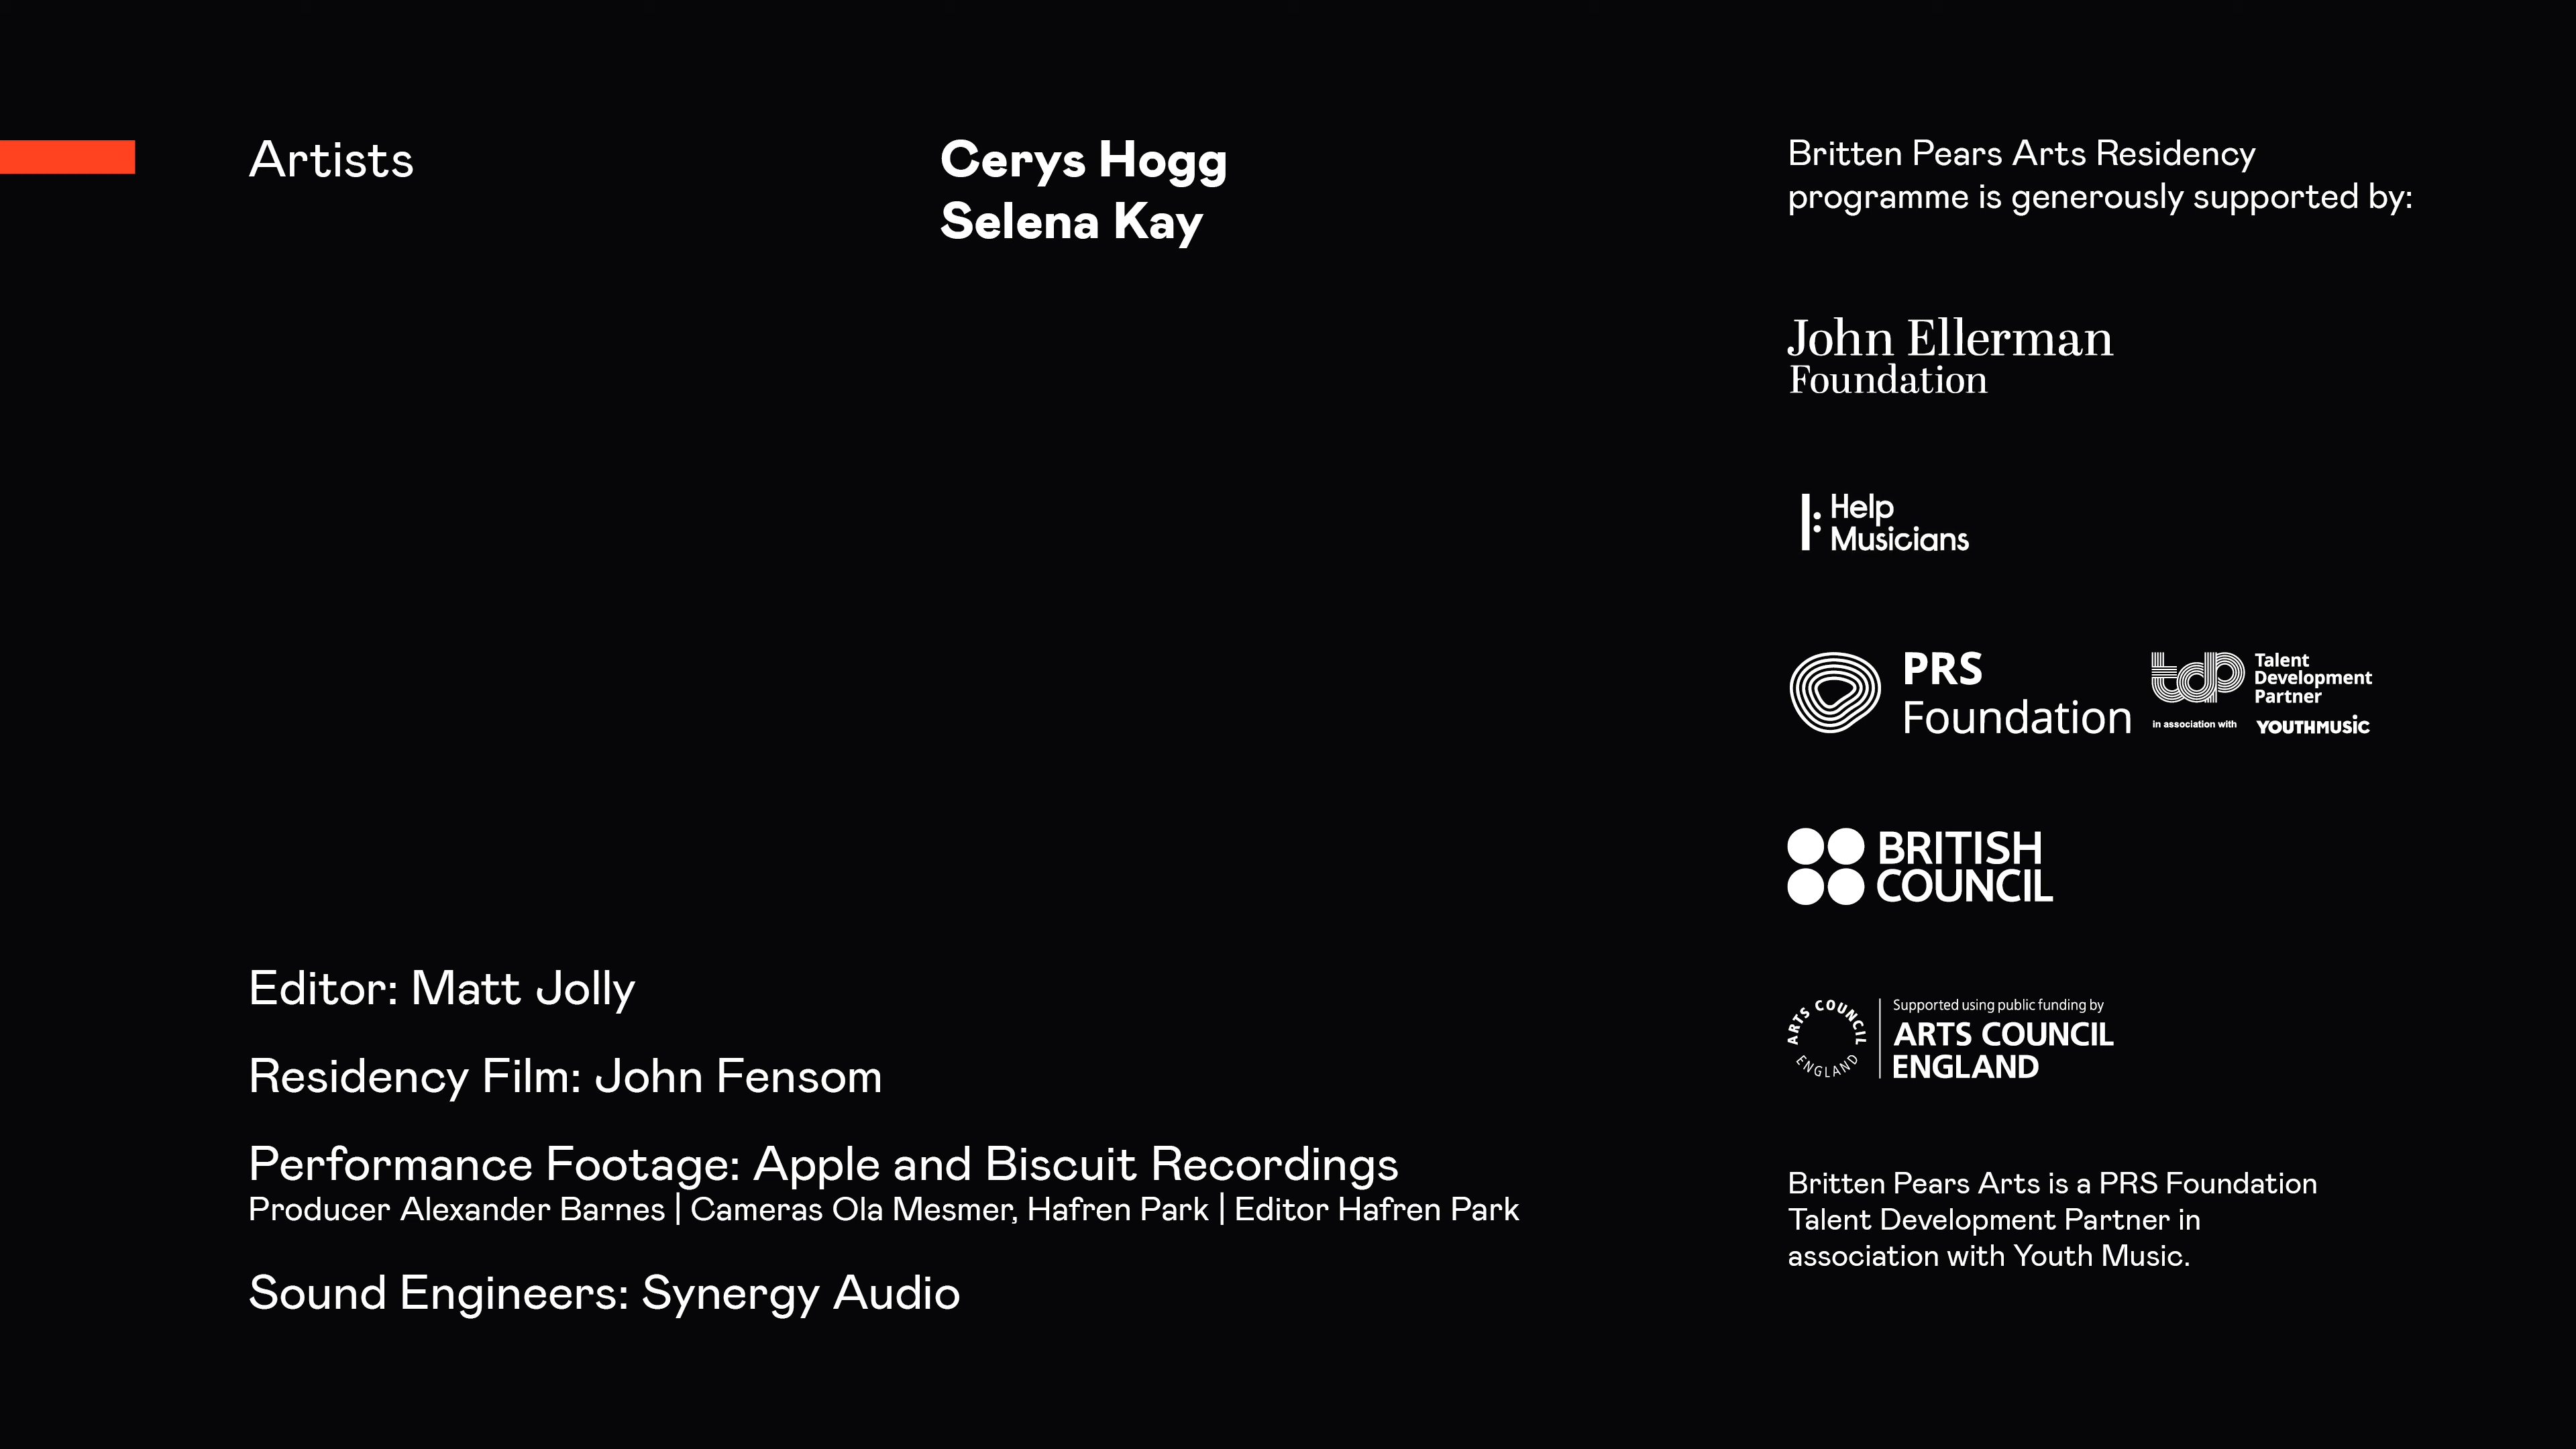 Artists
Cerys Hogg
Selena Kay
Editor: Matt Jolly
Residency Film: John Fensom
Performance Footage: Apple and Biscuit Recordings
Producer Alexander Barnes | Cameras Ola Mesmer, Hafren Park | Editor Hafren Park
Sound Engineers: Synergy Audio
Britten Pears Arts Residency
programme is generously supported by:
John Ellerman
Foundation
Help
Musicians
PRS
Foundation
tdp
Talent
Development
Partner
in association with YOUTHMUSIC
BRITISH
COUNCIL
ARTS COUNCIL
ENGLAND
Supported using public funding by
ARTS COUNCIL
ENGLAND
Britten Pears Arts is a PRS Foundation
Talent Development Partner in
association with Youth Music.